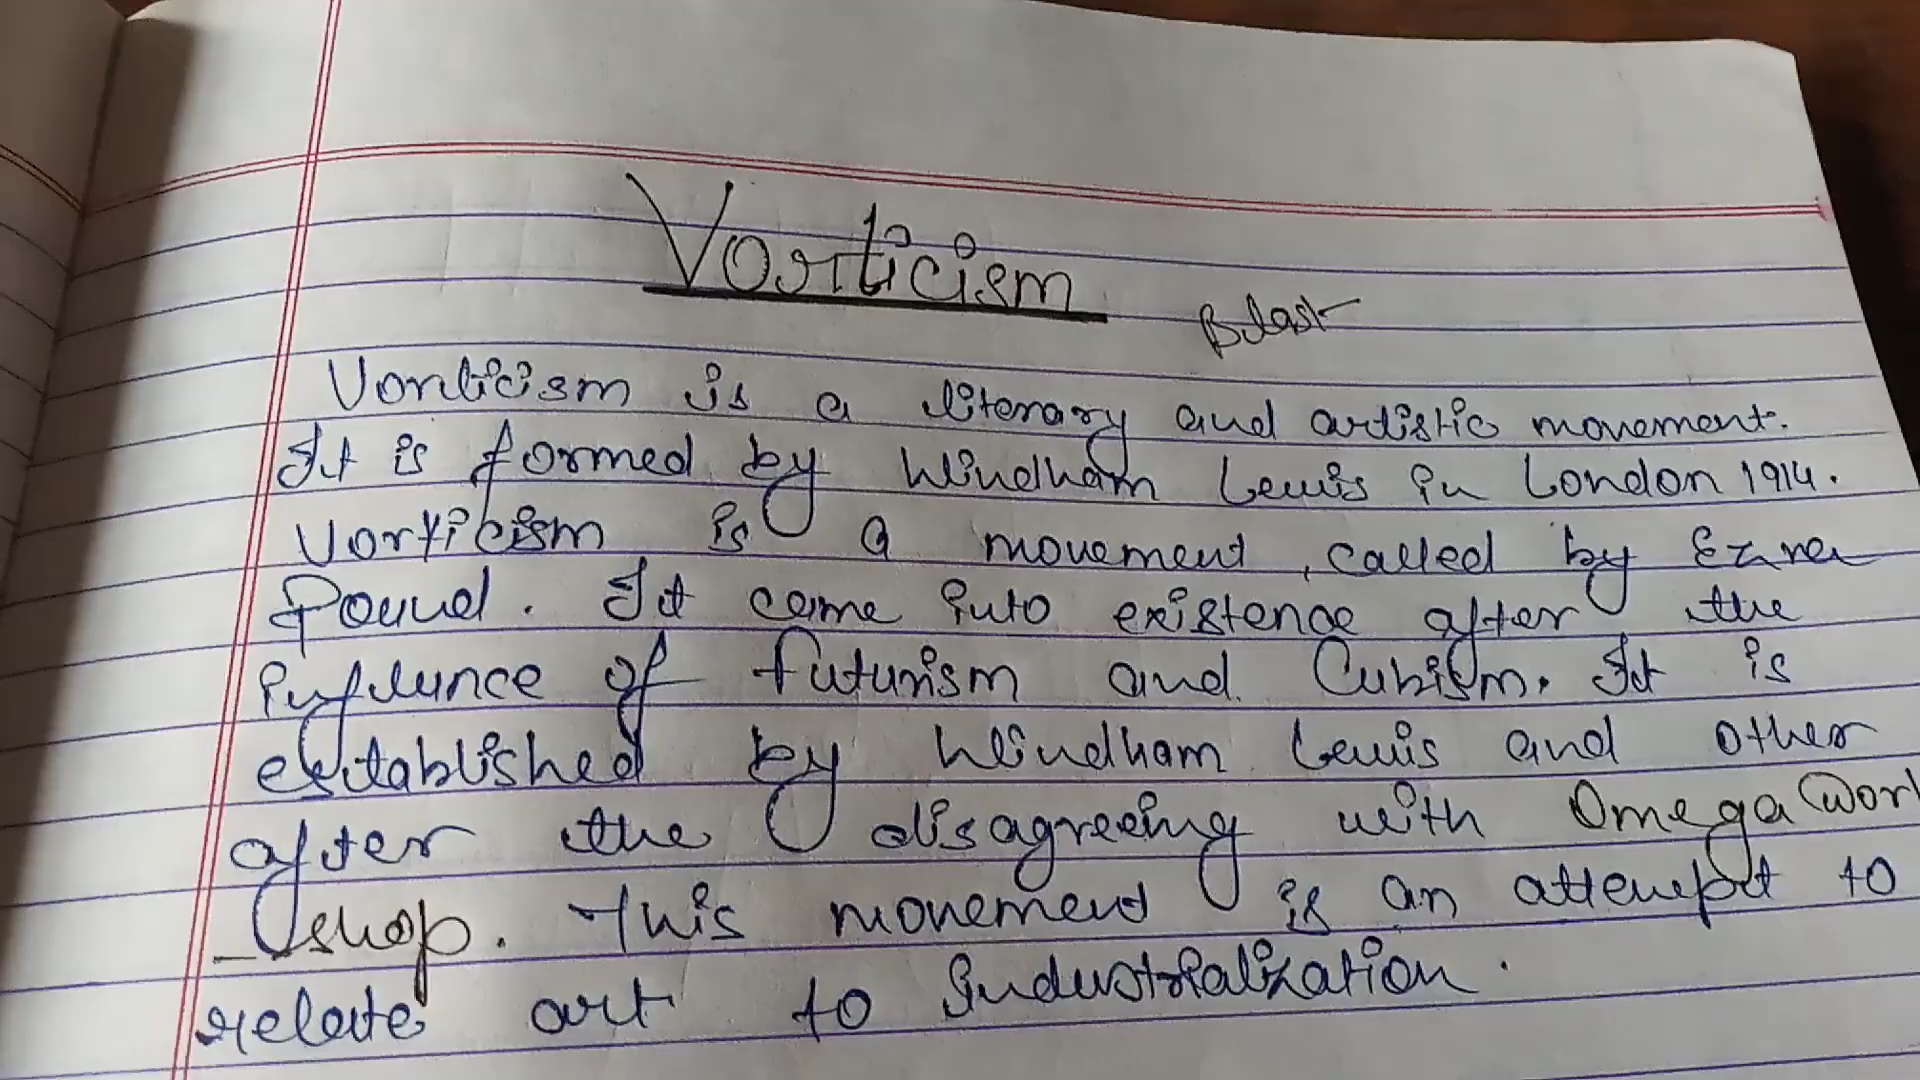 Vorticism
Blast
Vorticism is a literary and artistic movement.
It is formed by Windham Lewis in London 1914.
Vorticism is a movement, called by Ezra
Pound. It came into existence after the
influence of futurism and Cubism. It is
established by Windham Lewis and other
after the disagreeing with Omega Work
-shop. This movement is an attempt to
relate art to Industrialization.